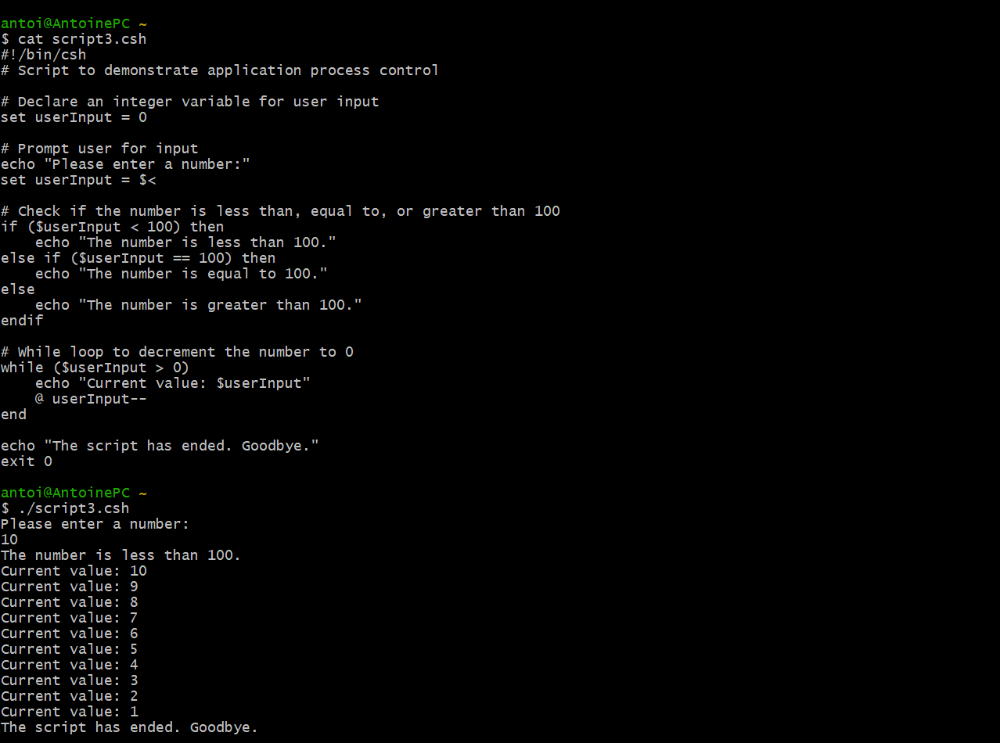 antoi@AntoinePC ~
$ cat script3.csh
#!/bin/csh
# Script to demonstrate application process control

# Declare an integer variable for user input
set userInput = 0

# Prompt user for input
echo "Please enter a number:"
set userInput = $<

# Check if the number is less than, equal to, or greater than 100
if ($userInput < 100) then
    echo "The number is less than 100."
else if ($userInput == 100) then
    echo "The number is equal to 100."
else
    echo "The number is greater than 100."
endif

# While loop to decrement the number to 0
while ($userInput > 0)
    echo "Current value: $userInput"
    @ userInput--
end

echo "The script has ended. Goodbye."
exit 0

antoi@AntoinePC ~
$ ./script3.csh
Please enter a number:
10
The number is less than 100.
Current value: 10
Current value: 9
Current value: 8
Current value: 7
Current value: 6
Current value: 5
Current value: 4
Current value: 3
Current value: 2
Current value: 1
The script has ended. Goodbye.